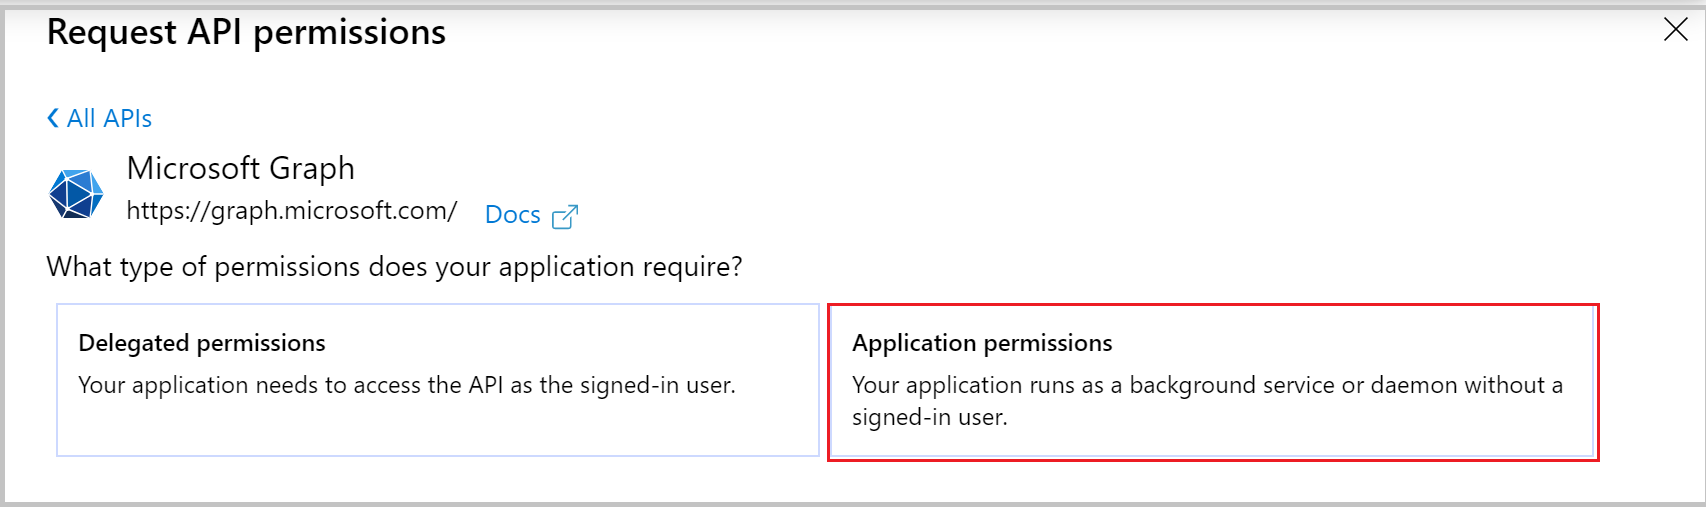 Request API permissions
All APIs
Microsoft Graph
https://graph.microsoft.com/ Docs
What type of permissions does your application require?
Delegated permissions
Your application needs to access the API as the signed-in user.
Application permissions
Your application runs as a background service or daemon without a
signed-in user.